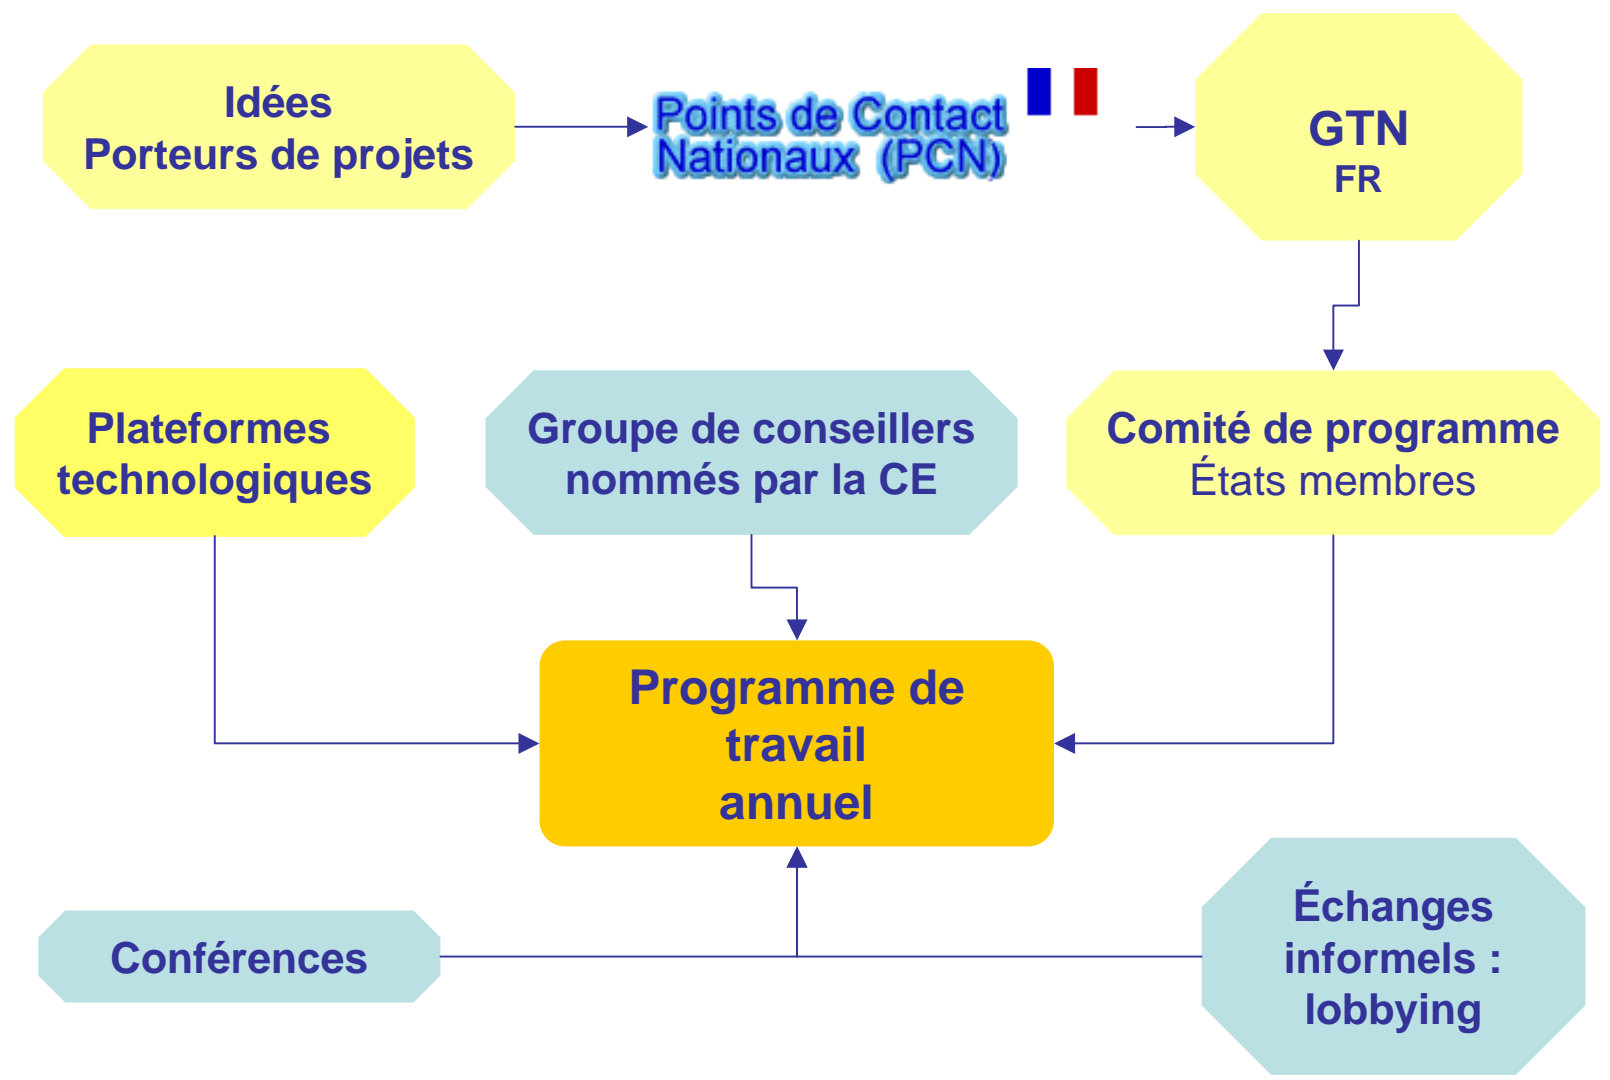 Idées
Porteurs de projets
Points de Contact
Nationaux (PCN)
GTN
FR
Plateformes
technologiques
Groupe de conseillers
nommés par la CE
Comité de programme
États membres
Programme de
travail
annuel
Conférences
Échanges
informels :
lobbying